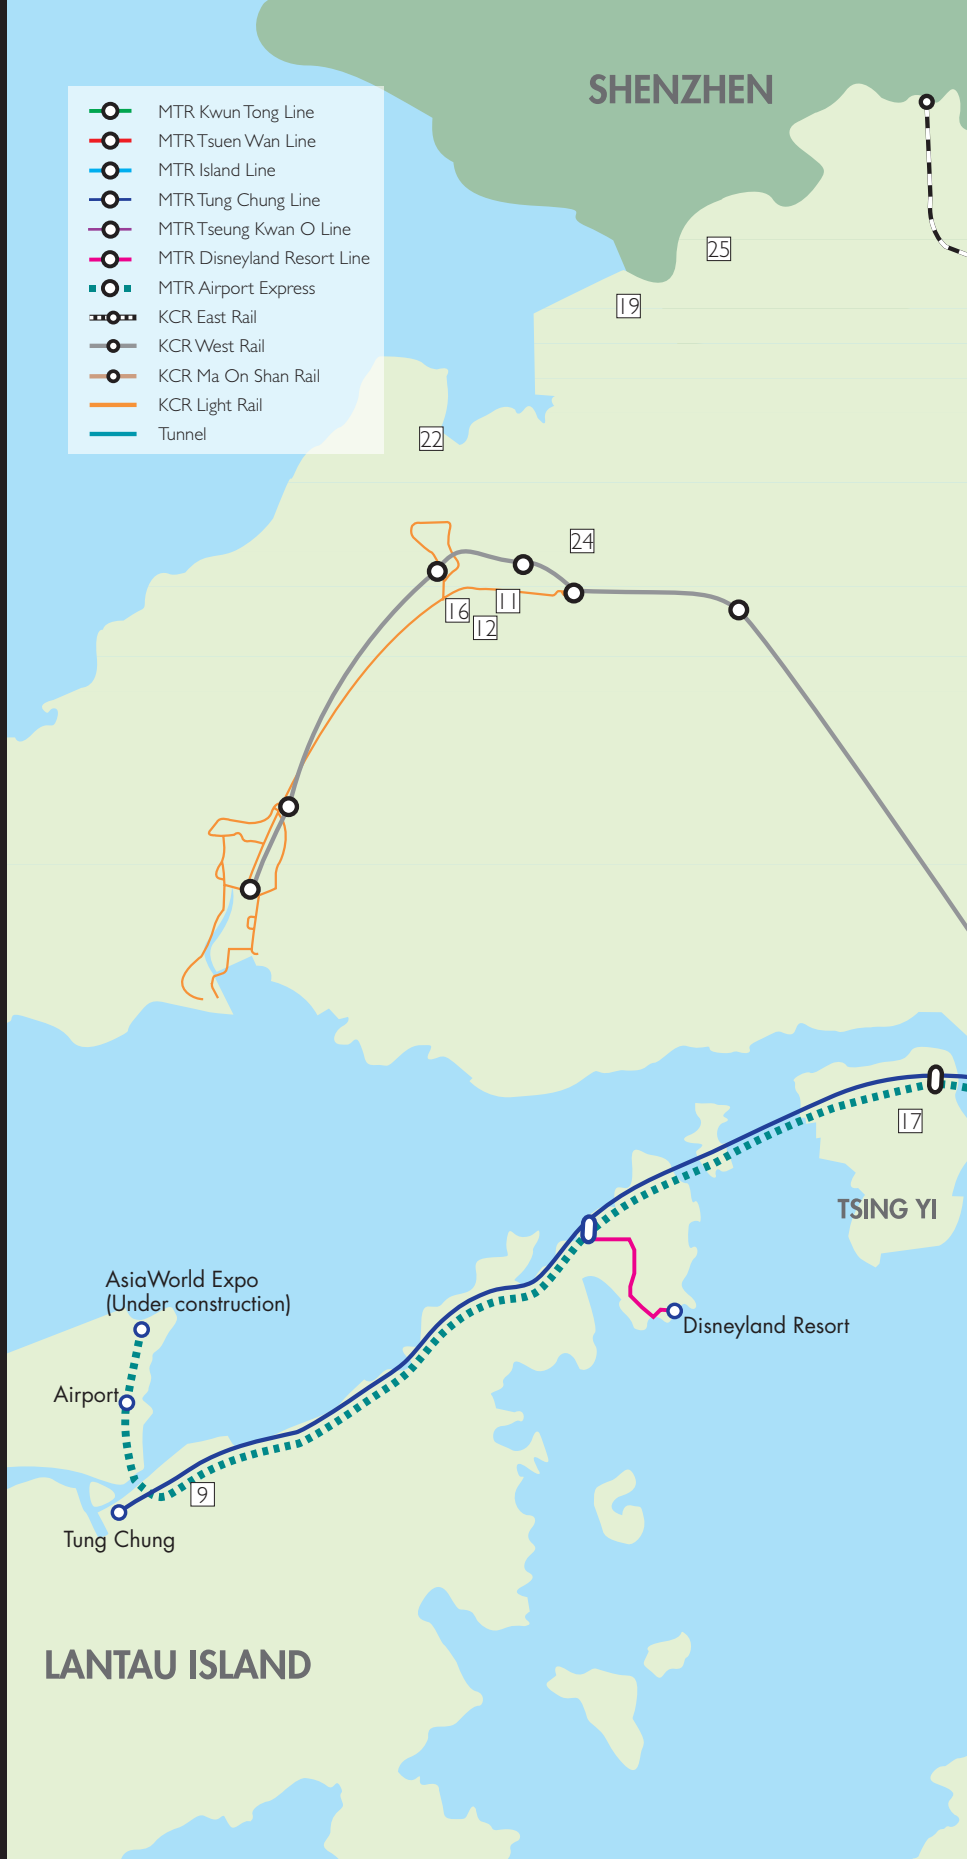 SHENZHEN
MTR Kwun Tong Line
MTR Tsuen Wan Line
MTR Island Line
MTR Tung Chung Line
MTR Tseung Kwan O Line
MTR Disneyland Resort Line
MTR Airport Express
KCR East Rail
KCR West Rail
KCR Ma On Shan Rail
KCR Light Rail
Tunnel
25
19
22
24
11
16
12
17
TSING YI
AsiaWorld Expo
(Under construction)
Disneyland Resort
Airport
9
Tung Chung
LANTAU ISLAND